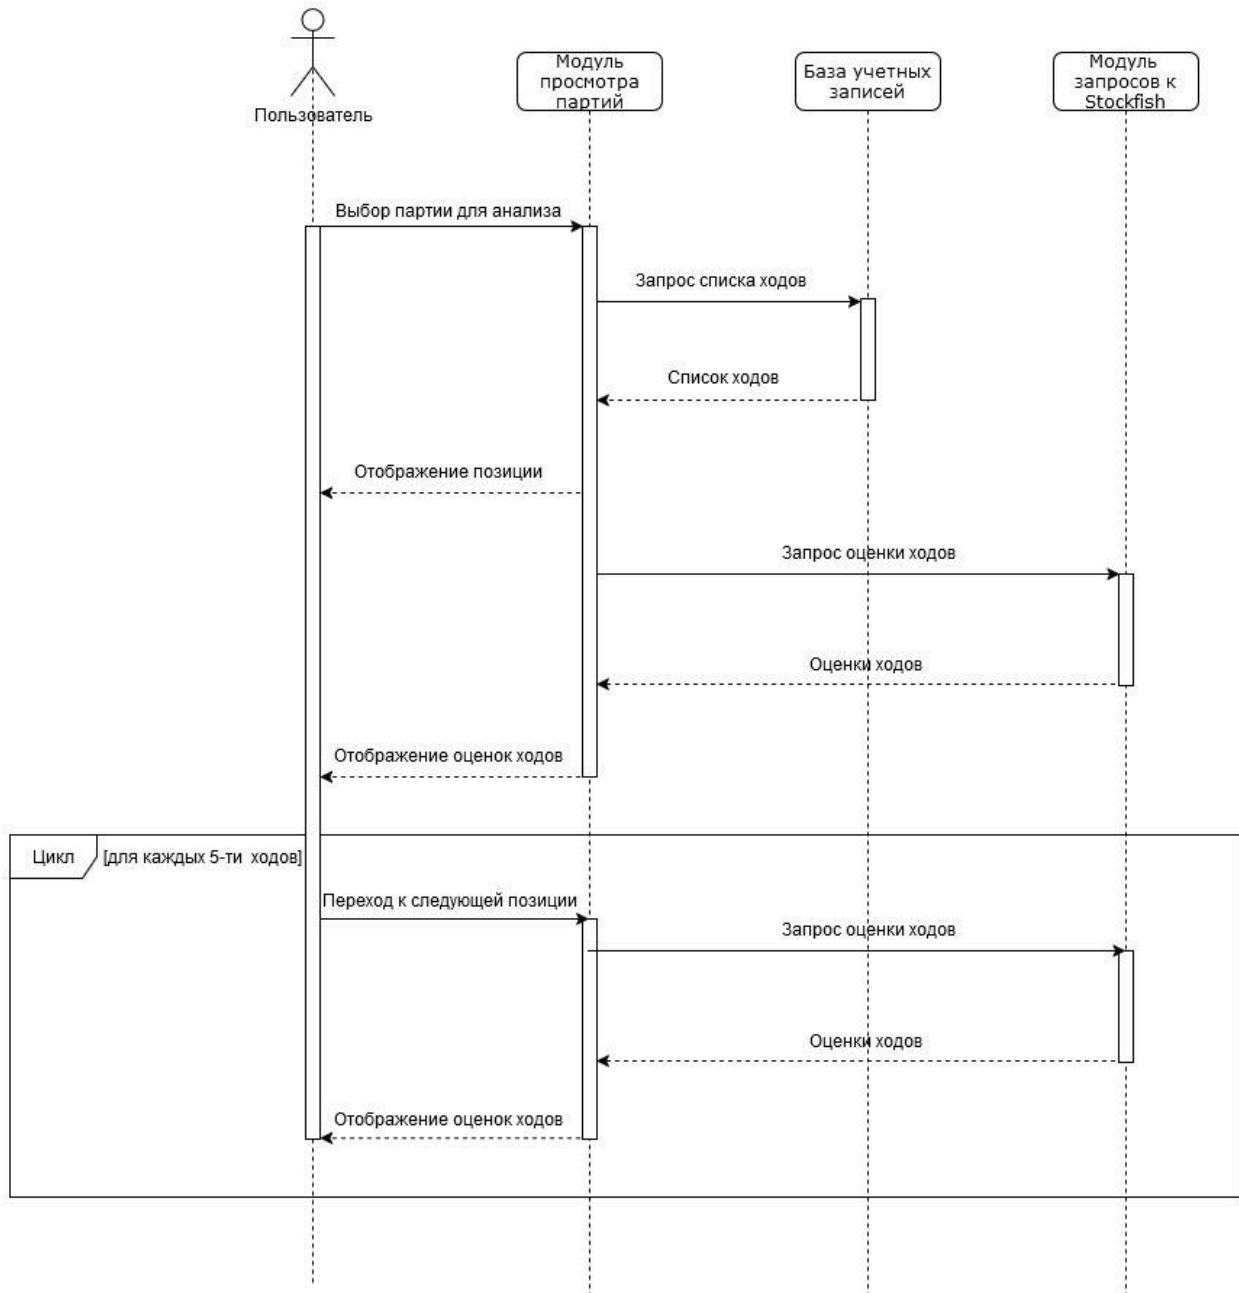 Пользователь
Модуль
просмотра
партий
База учетных
записей
Модуль
запросов к
Stockfish
Выбор партии для анализа
Запрос списка ходов
Список ходов
Отображение позиции
Запрос оценки ходов
Оценки ходов
Отображение оценок ходов
Цикл
[для каждых 5-ти ходов]
Переход к следующей позиции
Запрос оценки ходов
Оценки ходов
Отображение оценок ходов